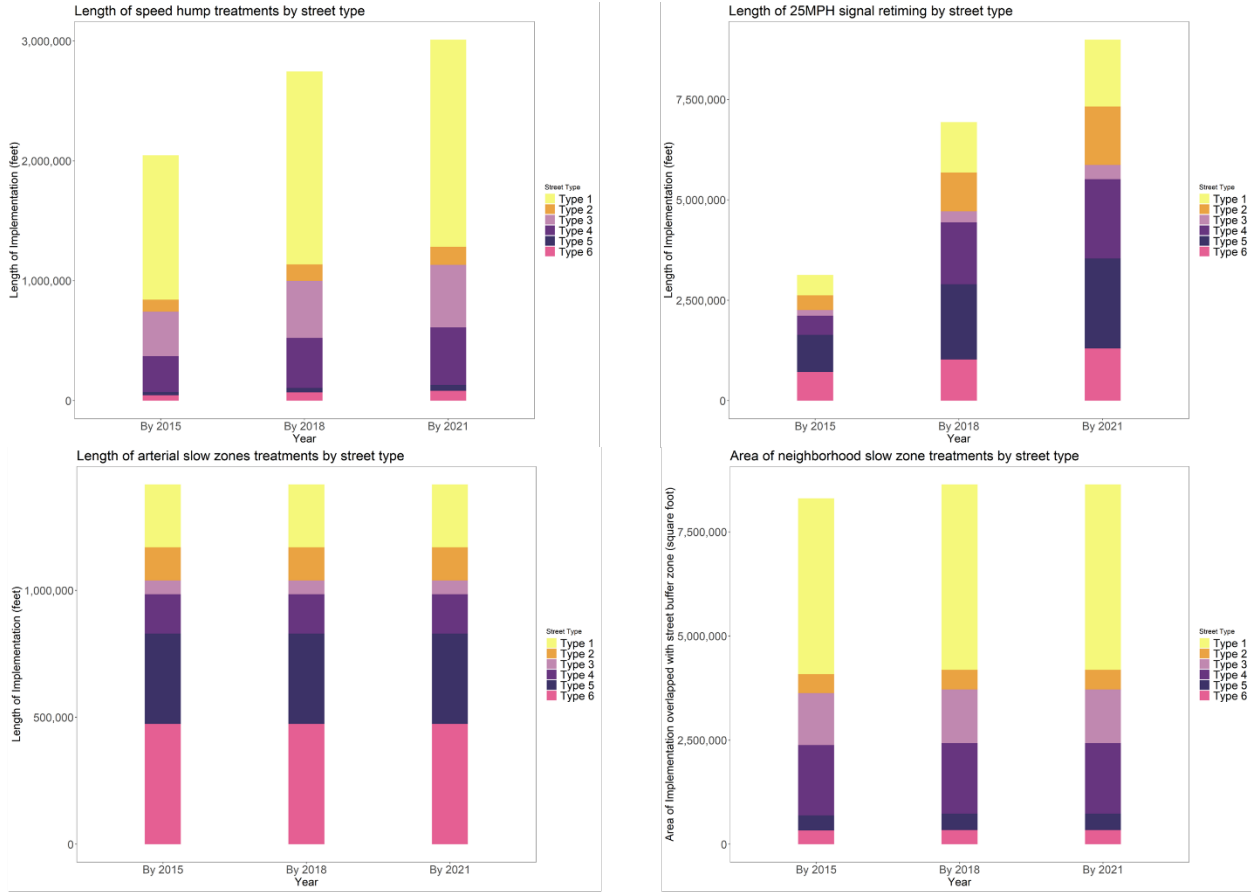 Length of speed hump treatments by street type
Length of Implementation (feet)
3,000,000
2,000,000
1,000,000
0
By 2015
By 2018
By 2021
Year
Street Type
Type 1
Type 2
Type 3
Type 4
Type 5
Type 6
Length of 25MPH signal retiming by street type
Length of Implementation (feet)
7,500,000
5,000,000
2,500,000
0
By 2015
By 2018
By 2021
Year
Street Type
Type 1
Type 2
Type 3
Type 4
Type 5
Type 6
Length of arterial slow zones treatments by street type
Length of Implementation (feet)
1,000,000
500,000
0
By 2015
By 2018
By 2021
Year
Street Type
Type 1
Type 2
Type 3
Type 4
Type 5
Type 6
Area of neighborhood slow zone treatments by street type
Area of Implementation overlapped with street buffer zone (square foot)
7,500,000
5,000,000
2,500,000
0
By 2015
By 2018
By 2021
Year
Street Type
Type 1
Type 2
Type 3
Type 4
Type 5
Type 6